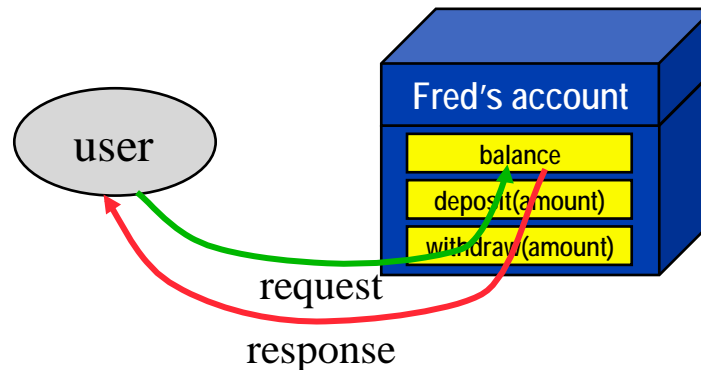 Fred's account
user
balance
deposit(amount)
withdraw(amount)
request
response